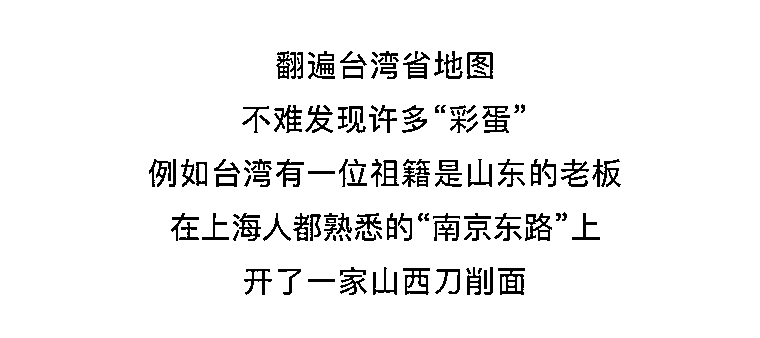 翻遍台湾省地图
不难发现许多“彩蛋”
例如台湾有一位祖籍是山东的老板
在上海人都熟悉的“南京东路”上
开了一家山西刀削面